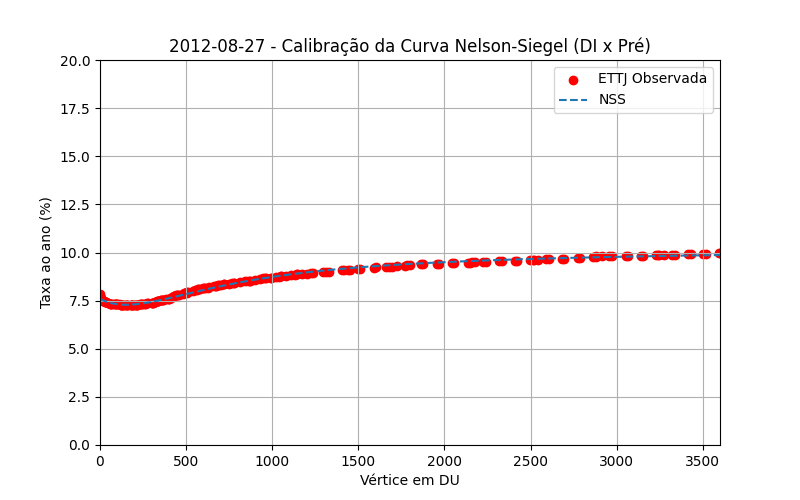 2012-08-27 - Calibração da Curva Nelson-Siegel (DI x Pré)
ETTJ Observada
NSS
Taxa ao ano (%)
20.0
17.5
15.0
12.5
10.0
7.5
5.0
2.5
0.0
0 500 1000 1500 2000 2500 3000 3500
Vértice em DU